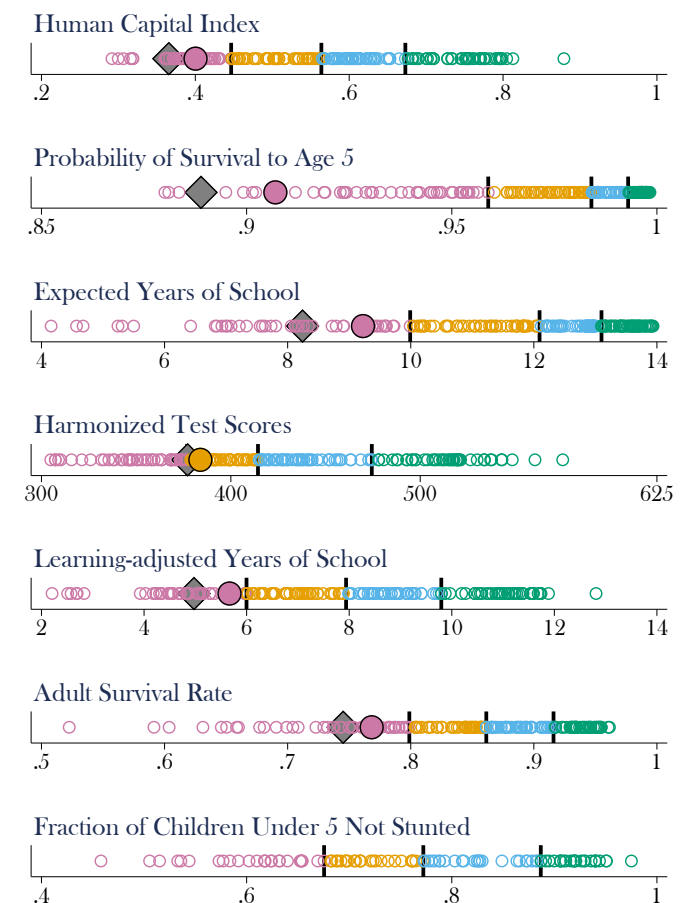 Human Capital Index
.2 .4 .6 .8 1
Probability of Survival to Age 5
.85 .9 .95 1
Expected Years of School
4 6 8 10 12 14
Harmonized Test Scores
300 400 500 625
Learning-adjusted Years of School
2 4 6 8 10 12 14
Adult Survival Rate
.5 .6 .7 .8 .9 1
Fraction of Children Under 5 Not Stunted
.4 .6 .8 1